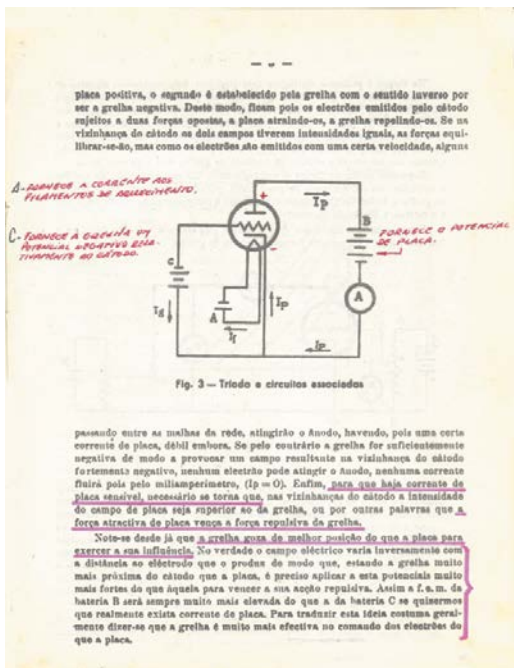 placa positiva, o segundo é estabelecido pela grelha com o sentido inverso por
ser a grelha negativa. Deste modo, ficam pois os electrões emitidos pelo cátodo
sujeitos a duas forças opostas, a placa atraindo-os, a grelha repelindo-os. Se na
vizinhança do cátodo os dois campos tiverem intensidades iguais, as forças equi-
librar-se-ão, mas como os electrões são emitidos com uma certa velocidade, alguns
A - FORNECE A CORRENTE AOS
FILAMENTOS DE AQUECIMENTO.
C - FORNECE À GRELHA UM
POTENCIAL NEGATIVO RELA-
TIVAMENTE AO CÁTODO.
+
-
Ip
B
FORNECE O POTENCIAL
DE PLACA.
C
Ig
A
If
Ip
A
Ip
Fig. 3 — Tríodo e circuitos associados
passando entre as malhas da rede, atingirão o ânodo, havendo, pois uma certa
corrente de placa, débil embora. Se pelo contrário a grelha for suficientemente
negativa de modo a provocar um campo resultante na vizinhança do cátodo
fortemente negativo, nenhum electrão pode atingir o ânodo, nenhuma corrente
fluirá pois pelo miliamperímetro, (Ip = O). Enfim, para que haja corrente de
placa sensível, necessário se torna que, nas vizinhanças do cátodo a intensidade
do campo de placa seja superior ao da grelha, ou por outras palavras que a
força atractiva de placa vença a força repulsiva da grelha.
Note-se desde já que a grelha goza de melhor posição do que a placa para
exercer a sua influência. No verdade o campo eléctrico varia inversamente com
a distância ao eléctrodo que o produz de modo que, estando a grelha muito
mais próxima do cátodo que a placa, é preciso aplicar a esta potenciais muito
mais fortes do que àquela para vencer a sua acção repulsiva. Assim a f. e. m. da
bateria B será sempre muito mais elevada do que a da bateria C se quisermos
que realmente exista corrente de placa. Para traduzir esta ideia costuma geral-
mente dizer-se que a grelha é muito mais efectiva no comando dos electrões do
que a placa.